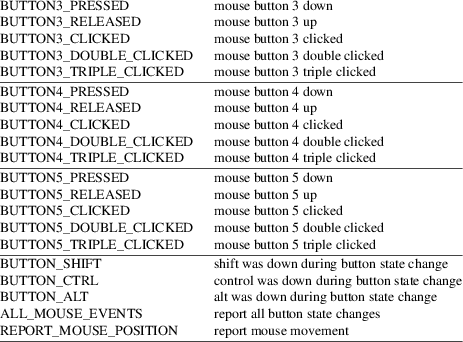 BUTTON3_PRESSED mouse button 3 down
BUTTON3_RELEASED mouse button 3 up
BUTTON3_CLICKED mouse button 3 clicked
BUTTON3_DOUBLE_CLICKED mouse button 3 double clicked
BUTTON3_TRIPLE_CLICKED mouse button 3 triple clicked
BUTTON4_PRESSED mouse button 4 down
BUTTON4_RELEASED mouse button 4 up
BUTTON4_CLICKED mouse button 4 clicked
BUTTON4_DOUBLE_CLICKED mouse button 4 double clicked
BUTTON4_TRIPLE_CLICKED mouse button 4 triple clicked
BUTTON5_PRESSED mouse button 5 down
BUTTON5_RELEASED mouse button 5 up
BUTTON5_CLICKED mouse button 5 clicked
BUTTON5_DOUBLE_CLICKED mouse button 5 double clicked
BUTTON5_TRIPLE_CLICKED mouse button 5 triple clicked
BUTTON_SHIFT shift was down during button state change
BUTTON_CTRL control was down during button state change
BUTTON_ALT alt was down during button state change
ALL_MOUSE_EVENTS report all button state changes
REPORT_MOUSE_POSITION report mouse movement